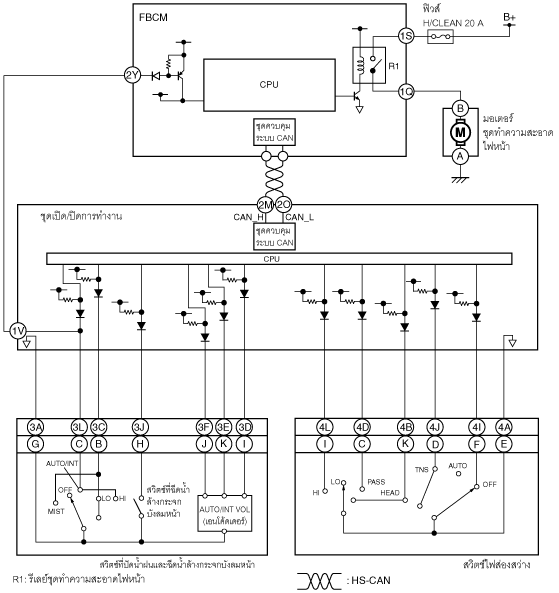 FBCM
ฟิวส์
H/CLEAN 20 A
B+
1S
R1
2Y
CPU
1Q
ชุดควบคุม
ระบบ CAN
B
M
A
มอเตอร์
ชุดทำความสะอาด
ไฟหน้า
2M
2O
ชุดเปิด/ปิดการทำงาน
CAN_H
CAN_L
ชุดควบคุม
ระบบ CAN
CPU
1V
3A 3L 3C 3J 3F 3E 3D 4L 4D 4B 4J 4I 4A
G C B H J K I I C K D F E
AUTO/INT
OFF
LO
HI
MIST
สวิตช์ที่ฉีดน้ำ
ล้างกระจก
บังลมหน้า
AUTO/INT VOL
(เอนโค้ดเดอร์)
HI
LO
PASS
HEAD
TNS
AUTO
OFF
สวิตช์ที่ปัดน้ำฝนและฉีดน้ำล้างกระจกบังลมหน้า
สวิตช์ไฟส่องสว่าง
R1: รีเลย์ชุดทำความสะอาดไฟหน้า
: HS-CAN